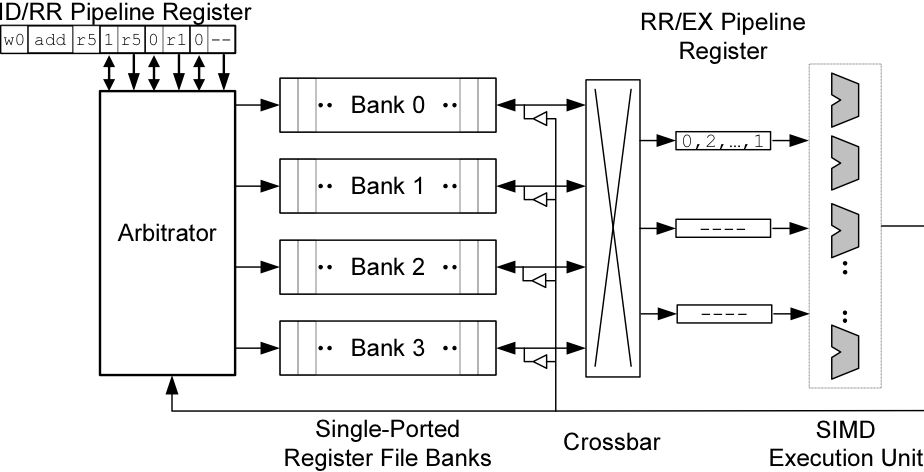 ID/RR Pipeline Register
w0 add r5 1 r5 0 r1 0 --
RR/EX Pipeline
Register
Bank 0
0,2,…,1
Bank 1
Arbitrator
----
Bank 2
----
Bank 3
Single-Ported
Register File Banks
Crossbar
SIMD
Execution Unit